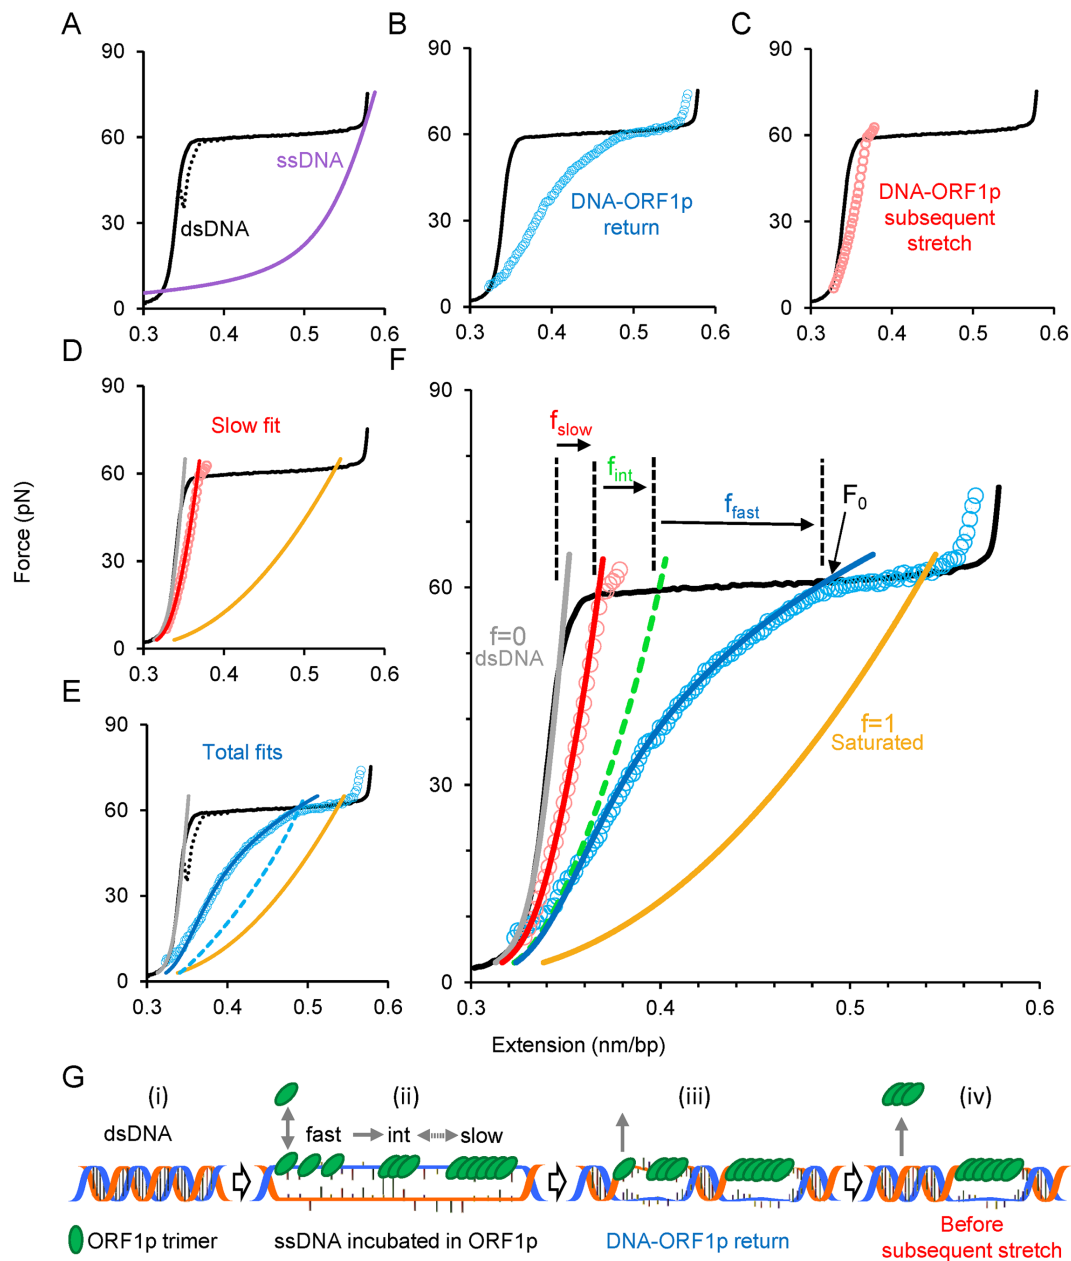 A
B
C
90
60
30
0
0.3
0.4
0.5
0.6
ssDNA
dsDNA
90
60
30
0
0.3
0.4
0.5
0.6
DNA-ORF1p
return
90
60
30
0
0.3
0.4
0.5
0.6
DNA-ORF1p
subsequent
stretch
D
90
60
30
0
0.3
0.4
0.5
0.6
Slow fit
Force (pN)
E
90
60
30
0
0.3
0.4
0.5
0.6
Total fits
F
90
60
30
0
0.3
0.4
0.5
0.6
fslow
fint
ffast
F0
f=0
dsDNA
f=1
Saturated
Extension (nm/bp)
G
(i)
(ii)
(iii)
(iv)
dsDNA
fast
int
slow
ORF1p trimer
ssDNA incubated in ORF1p
DNA-ORF1p return
Before
subsequent stretch